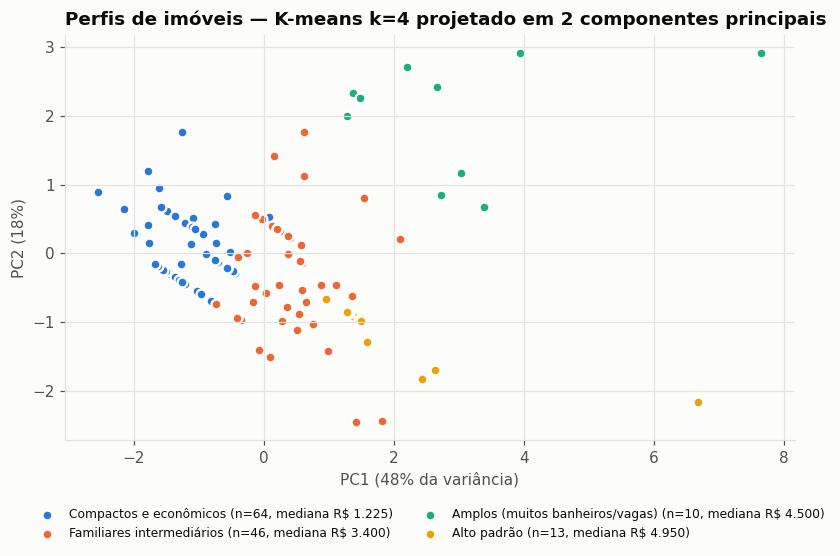 Perfis de imóveis — K-means k=4 projetado em 2 componentes principais
3
2
1
0
−1
−2
PC2 (18%)
−2
0
2
4
6
8
PC1 (48% da variância)
Compactos e econômicos (n=64, mediana R$ 1.225)
Familiares intermediários (n=46, mediana R$ 3.400)
Amplos (muitos banheiros/vagas) (n=10, mediana R$ 4.500)
Alto padrão (n=13, mediana R$ 4.950)